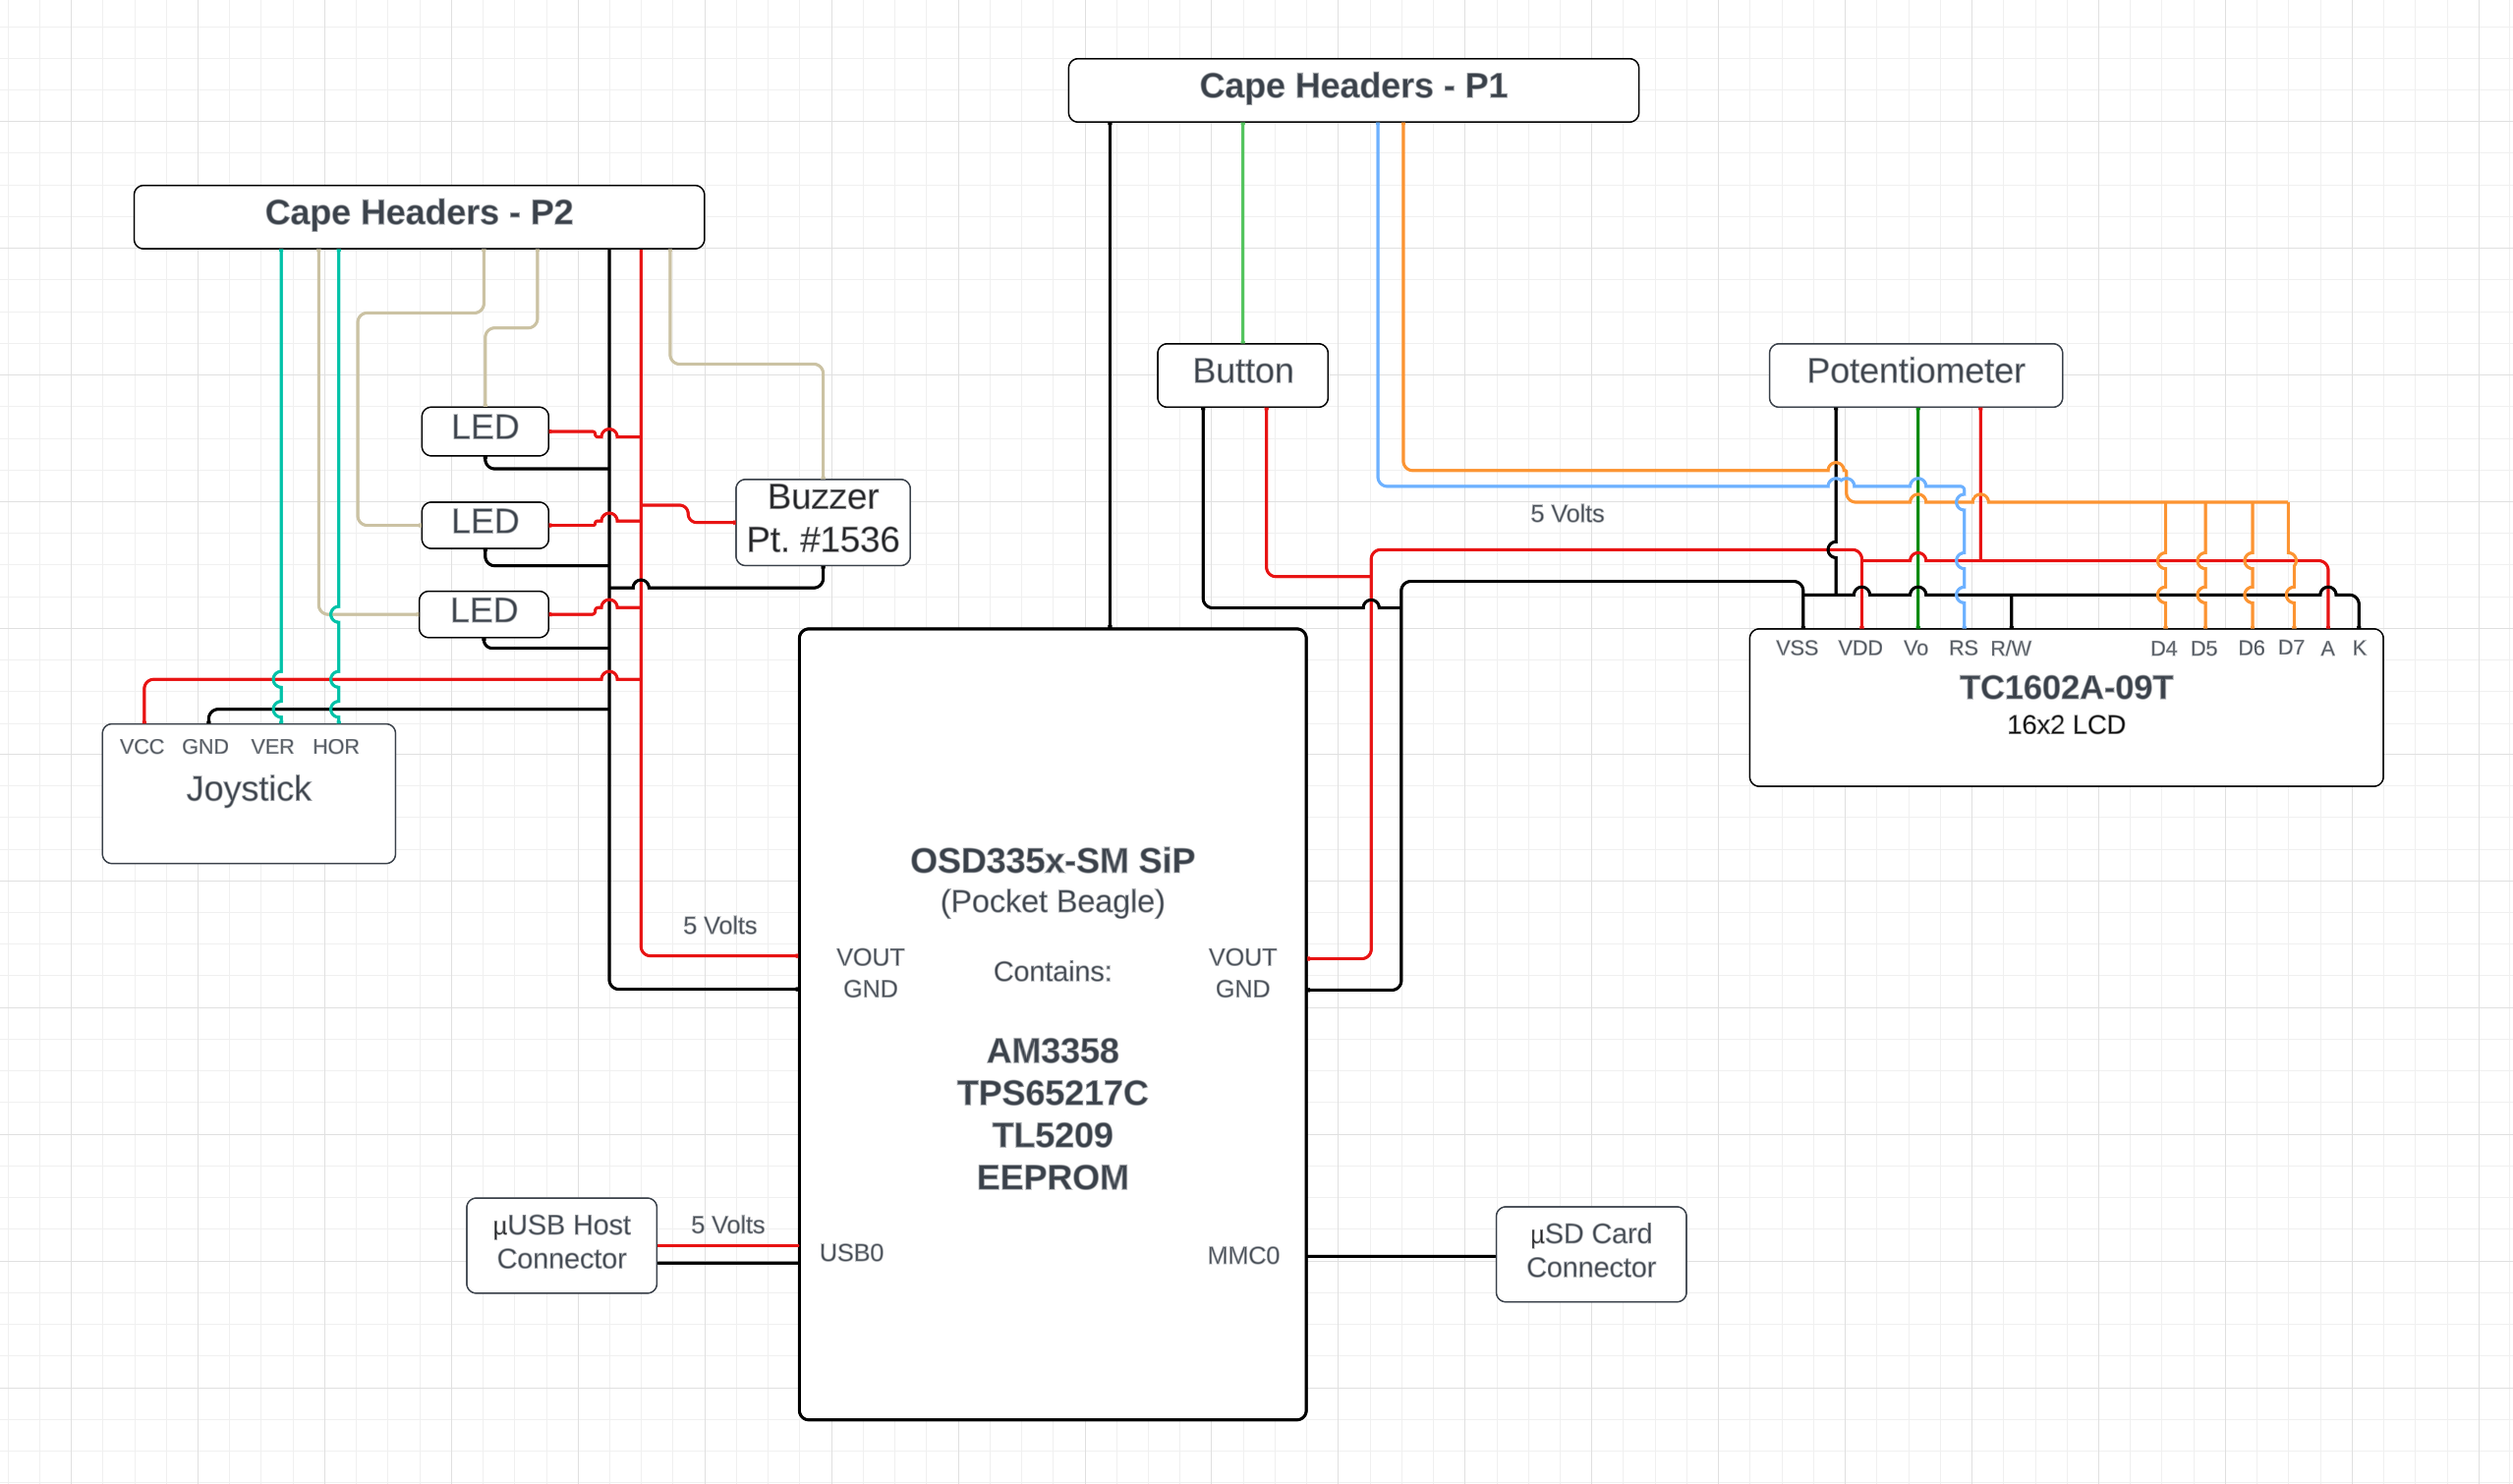 Cape Headers - P1
Cape Headers - P2
Button
Potentiometer
LED
LED
LED
Buzzer
Pt. #1536
5 Volts
VSS VDD Vo RS R/W D4 D5 D6 D7 A K
TC1602A-09T
16x2 LCD
VCC GND VER HOR
Joystick
OSD335x-SM SiP
(Pocket Beagle)
5 Volts
VOUT
GND
Contains:
VOUT
GND
AM3358
TPS65217C
TL5209
EEPROM
µUSB Host
Connector
5 Volts
USB0
MMC0
µSD Card
Connector